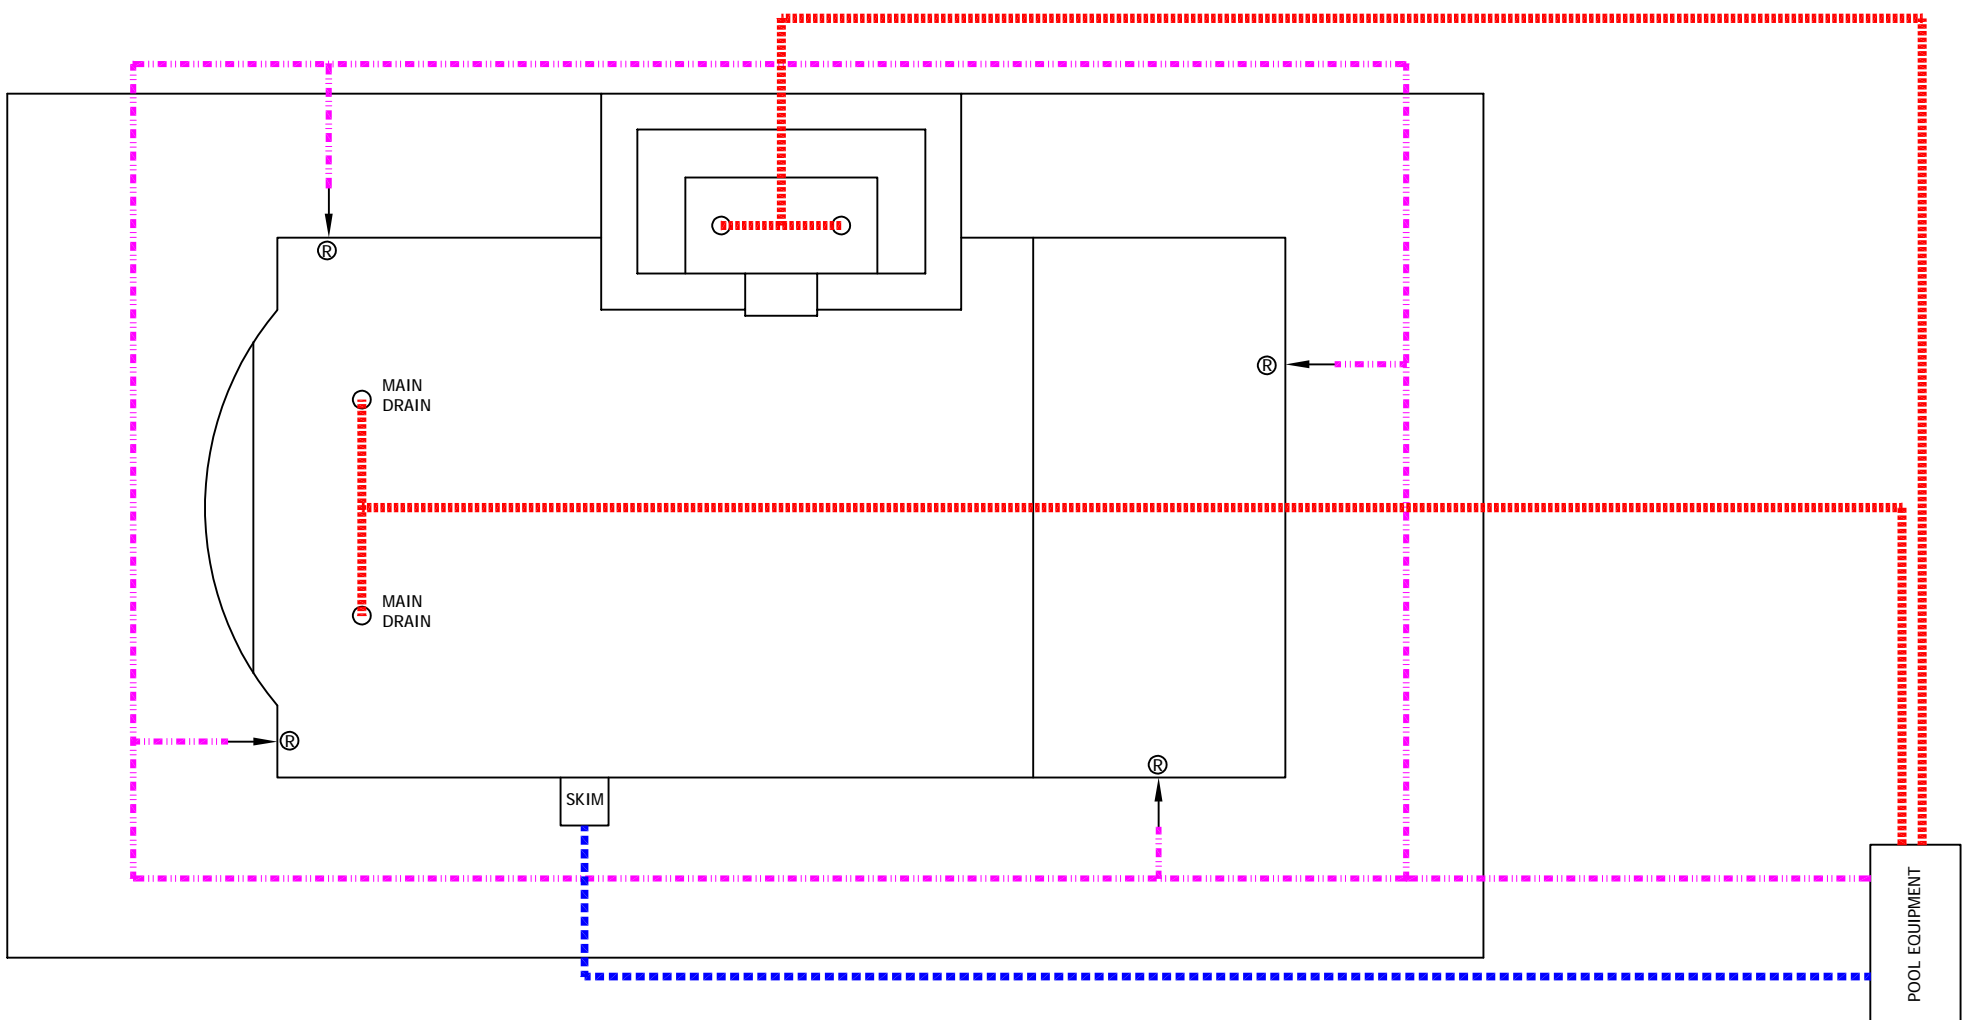 ®
MAIN
DRAIN
®
MAIN
DRAIN
®
®
SKIM
POOL EQUIPMENT